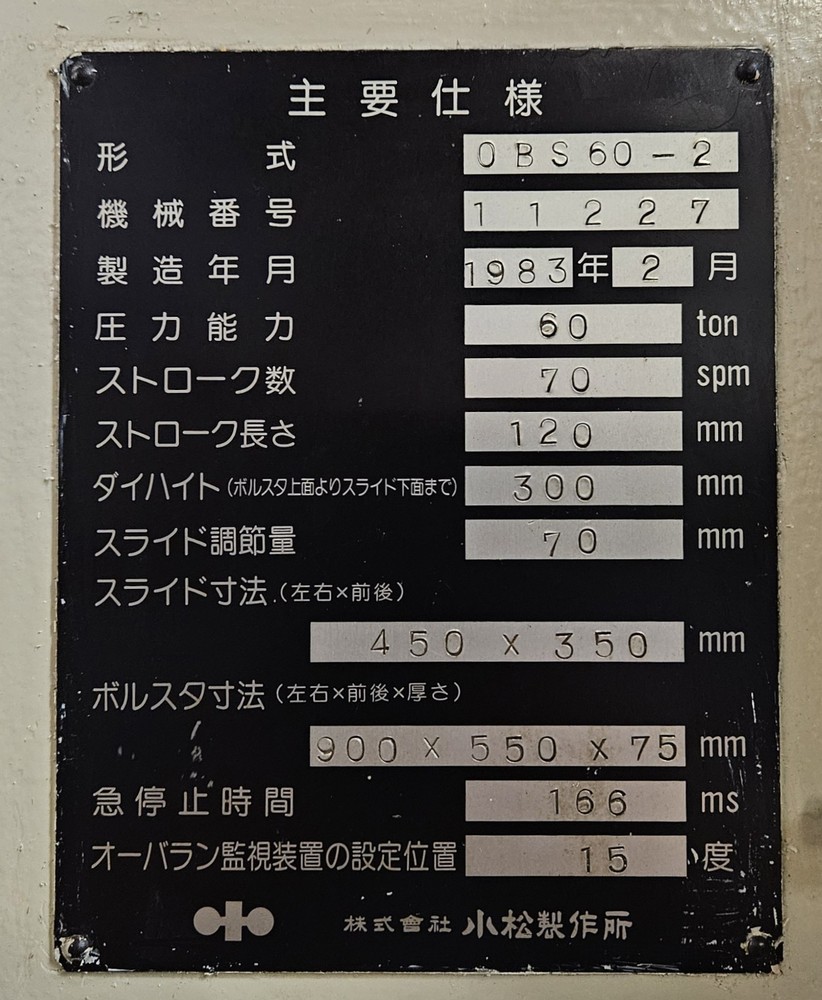 主要仕様
形式 OBS60-2
機械番号 11227
製造年月 1983年2月
圧力能力 60 ton
ストローク数 70 spm
ストローク長さ 120 mm
ダイハイト(ボルスタ上面よりスライド下面まで) 300 mm
スライド調節量 70 mm
スライド寸法(左右×前後)
450 x 350 mm
ボルスタ寸法(左右×前後×厚さ)
900 x 550 x 75 mm
急停止時間 166 ms
オーバラン監視装置の設定位置 15 度
株式會社 小松製作所